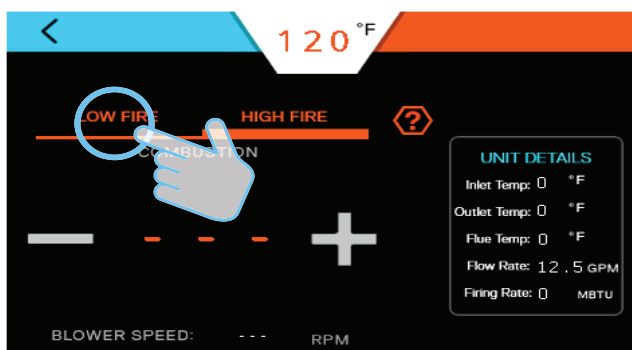 120°F
LOW FIRE HIGH FIRE ?
COMBUSTION
- - -
BLOWER SPEED: --- RPM
UNIT DETAILS
Inlet Temp: 0 °F
Outlet Temp: 0 °F
Flue Temp: 0 °F
Flow Rate: 12.5 GPM
Firing Rate: 0 MBTU